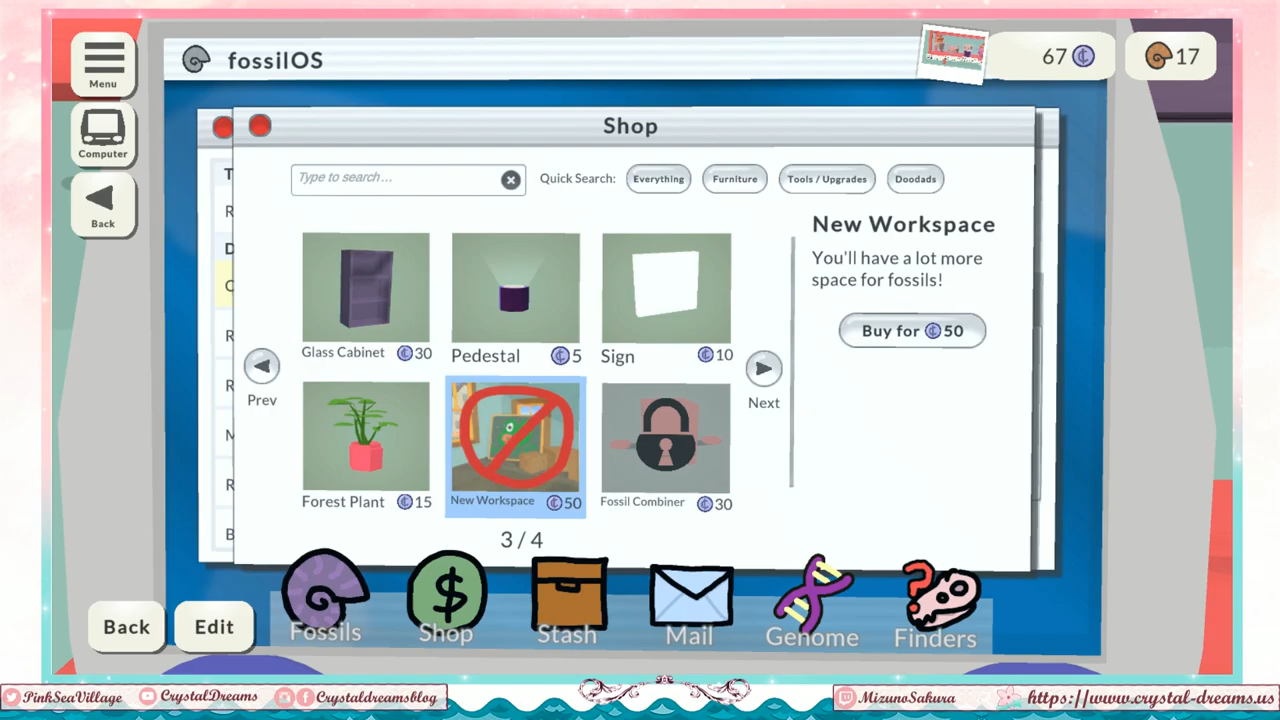 Menu
Computer
Back
fossilOS
67
17
Shop
Type to search...
Quick Search:
Everything
Furniture
Tools / Upgrades
Doodads
T
R
D
C
R
R
M
R
B
Glass Cabinet 30
Pedestal 5
Sign 10
Prev
Next
Forest Plant 15
New Workspace 50
Fossil Combiner 30
3 / 4
New Workspace
You'll have a lot more
space for fossils!
Buy for 50
Back
Edit
Fossils
$
Shop
Stash
Mail
Genome
?
Finders
PinkSeaVillage
CrystalDreams
Crystaldreamsblog
MizunoSakura
https://www.crystal-dreams.us